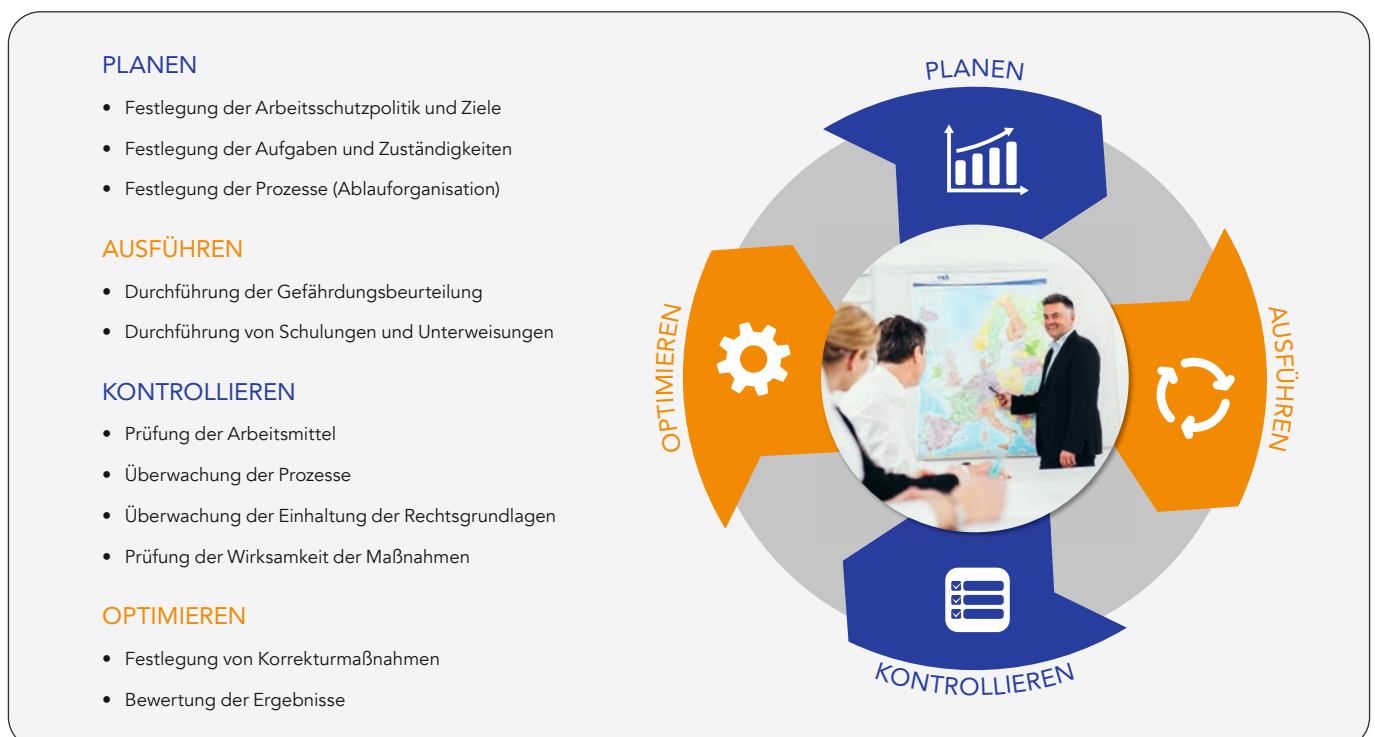 PLANEN
• Festlegung der Arbeitsschutzpolitik und Ziele
• Festlegung der Aufgaben und Zuständigkeiten
• Festlegung der Prozesse (Ablauforganisation)
AUSFÜHREN
• Durchführung der Gefährdungsbeurteilung
• Durchführung von Schulungen und Unterweisungen
KONTROLLIEREN
• Prüfung der Arbeitsmittel
• Überwachung der Prozesse
• Überwachung der Einhaltung der Rechtsgrundlagen
• Prüfung der Wirksamkeit der Maßnahmen
OPTIMIEREN
• Festlegung von Korrekturmaßnahmen
• Bewertung der Ergebnisse
PLANEN
AUSFÜHREN
KONTROLLIEREN
OPTIMIEREN